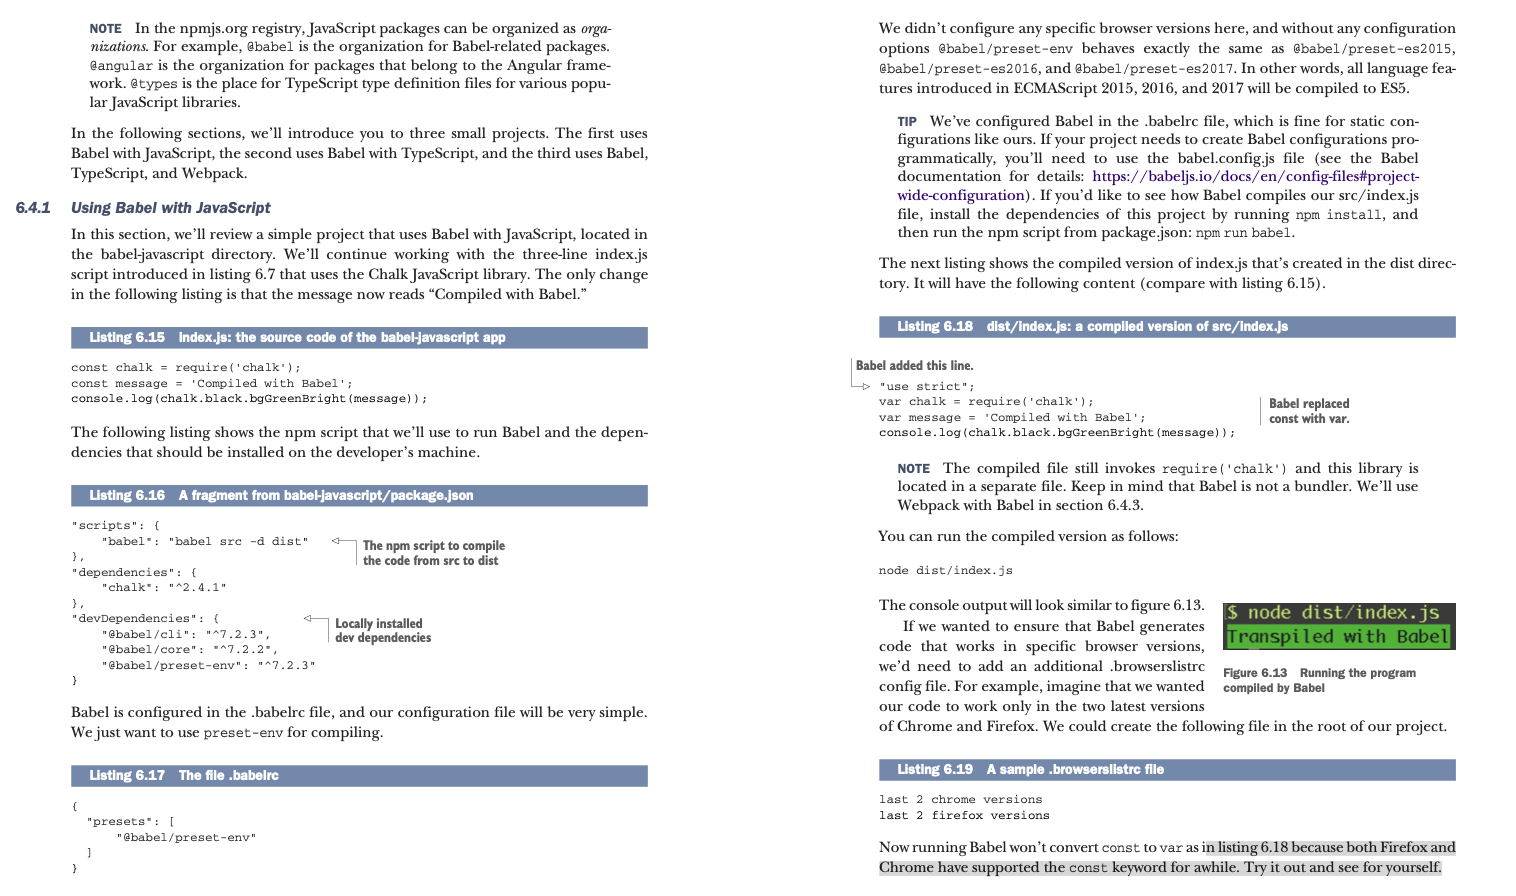 NOTE In the npmjs.org registry, JavaScript packages can be organized as orga-
nizations. For example, @babel is the organization for Babel-related packages.
@angular is the organization for packages that belong to the Angular frame-
work. @types is the place for TypeScript type definition files for various popu-
lar JavaScript libraries.
In the following sections, we'll introduce you to three small projects. The first uses
Babel with JavaScript, the second uses Babel with TypeScript, and the third uses Babel,
TypeScript, and Webpack.
6.4.1 Using Babel with JavaScript
In this section, we'll review a simple project that uses Babel with JavaScript, located in
the babel-javascript directory. We'll continue working with the three-line index.js
script introduced in listing 6.7 that uses the Chalk JavaScript library. The only change
in the following listing is that the message now reads “Compiled with Babel.”
Listing 6.15 Index.js: the source code of the babel-javascript app
const chalk = require('chalk');
const message = 'Compiled with Babel';
console.log(chalk.black.bgGreenBright(message));
The following listing shows the npm script that we'll use to run Babel and the depen-
dencies that should be installed on the developer's machine.
Listing 6.16 A fragment from babel-javascript/package.json
"scripts": {
"babel": "babel src -d dist"
},
"dependencies": {
"chalk": "^2.4.1"
},
"devDependencies": {
"@babel/cli": "^7.2.3",
"@babel/core": "^7.2.2",
"@babel/preset-env": "^7.2.3"
}
The npm script to compile
the code from src to dist
Locally installed
dev dependencies
Babel is configured in the .babelrc file, and our configuration file will be very simple.
We just want to use preset-env for compiling.
Listing 6.17 The file .babelrc
{
"presets": [
"@babel/preset-env"
]
}
We didn't configure any specific browser versions here, and without any configuration
options @babel/preset-env behaves exactly the same as @babel/preset-es2015,
@babel/preset-es2016, and @babel/preset-es2017. In other words, all language fea-
tures introduced in ECMAScript 2015, 2016, and 2017 will be compiled to ES5.
TIP We've configured Babel in the .babelrc file, which is fine for static con-
figurations like ours. If your project needs to create Babel configurations pro-
grammatically, you'll need to use the babel.config.js file (see the Babel
documentation for details: https://babeljs.io/docs/en/config-files#project-
wide-configuration). If you'd like to see how Babel compiles our src/index.js
file, install the dependencies of this project by running npm install, and
then run the npm script from package.json: npm run babel.
The next listing shows the compiled version of index.js that's created in the dist direc-
tory. It will have the following content (compare with listing 6.15).
Listing 6.18 dist/index.js: a compiled version of src/index.js
Babel added this line.
"use strict";
var chalk = require('chalk');
var message = 'Compiled with Babel';
console.log(chalk.black.bgGreenBright(message));
Babel replaced
const with var.
NOTE The compiled file still invokes require('chalk') and this library is
located in a separate file. Keep in mind that Babel is not a bundler. We'll use
Webpack with Babel in section 6.4.3.
You can run the compiled version as follows:
node dist/index.js
The console output will look similar to figure 6.13.
If we wanted to ensure that Babel generates
code that works in specific browser versions,
we'd need to add an additional .browserslistrc
config file. For example, imagine that we wanted
our code to work only in the two latest versions
of Chrome and Firefox. We could create the following file in the root of our project.
$ node dist/index.js
Transpiled with Babel
Figure 6.13 Running the program
compiled by Babel
Listing 6.19 A sample .browserslistrc file
last 2 chrome versions
last 2 firefox versions
Now running Babel won't convert const to var as in listing 6.18 because both Firefox and
Chrome have supported the const keyword for awhile. Try it out and see for yourself.